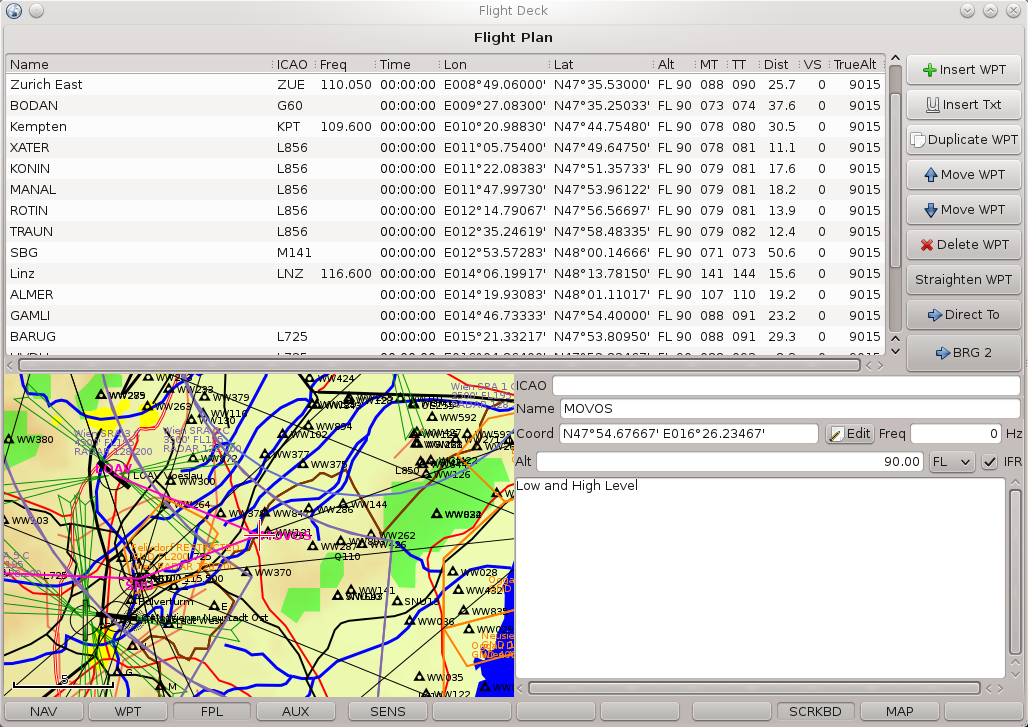 Flight Deck
Flight Plan
Name ICAO Freq Time Lon Lat Alt MT TT Dist VS TrueAlt
Zurich East ZUE 110.050 00:00:00 E008°49.06000' N47°35.53000' FL 90 088 090 25.7 0 9015
BODAN G60 00:00:00 E009°27.08300' N47°35.25033' FL 90 073 074 37.6 0 9015
Kempten KPT 109.600 00:00:00 E010°20.98830' N47°44.75480' FL 90 078 080 30.5 0 9015
XATER L856 00:00:00 E011°05.75400' N47°49.64750' FL 90 078 081 11.1 0 9015
KONIN L856 00:00:00 E011°22.08383' N47°51.35733' FL 90 079 081 17.6 0 9015
MANAL L856 00:00:00 E011°47.99730' N47°53.96122' FL 90 079 081 18.2 0 9015
ROTIN L856 00:00:00 E012°14.79067' N47°56.56697' FL 90 079 081 13.9 0 9015
TRAUN L856 00:00:00 E012°35.24619' N47°58.48335' FL 90 079 082 12.4 0 9015
SBG M141 00:00:00 E012°53.57283' N48°00.14666' FL 90 071 073 50.6 0 9015
Linz LNZ 116.600 00:00:00 E014°06.19917' N48°13.78150' FL 90 141 144 15.6 0 9015
ALMER 00:00:00 E014°19.93083' N48°01.11017' FL 90 107 110 19.2 0 9015
GAMLI 00:00:00 E014°46.73333' N47°54.40000' FL 90 088 091 23.2 0 9015
BARUG L725 00:00:00 E015°21.33217' N47°53.80950' FL 90 088 091 29.3 0 9015
Insert WPT
Insert Txt
Duplicate WPT
Move WPT
Move WPT
Delete WPT
Straighten WPT
Direct To
BRG 2
WW424
WW379
WW263
WW116
WW130
WW094
WW102
WW592
WW380
WW377
WW375
L850
WW126
WW300
WW264
WW286
WW144
WW262
WW287
Q110
WW370
WW028
WW141
WW432
WW036
WW035
WW122
L725
LOAV Voeslau
E
G
M
5
ICAO
Name MOVOS
Coord N47°54.67667' E016°26.23467' Edit Freq 0 Hz
Alt 90.00 FL IFR
Low and High Level
NAV WPT FPL AUX SENS SCRKBD MAP